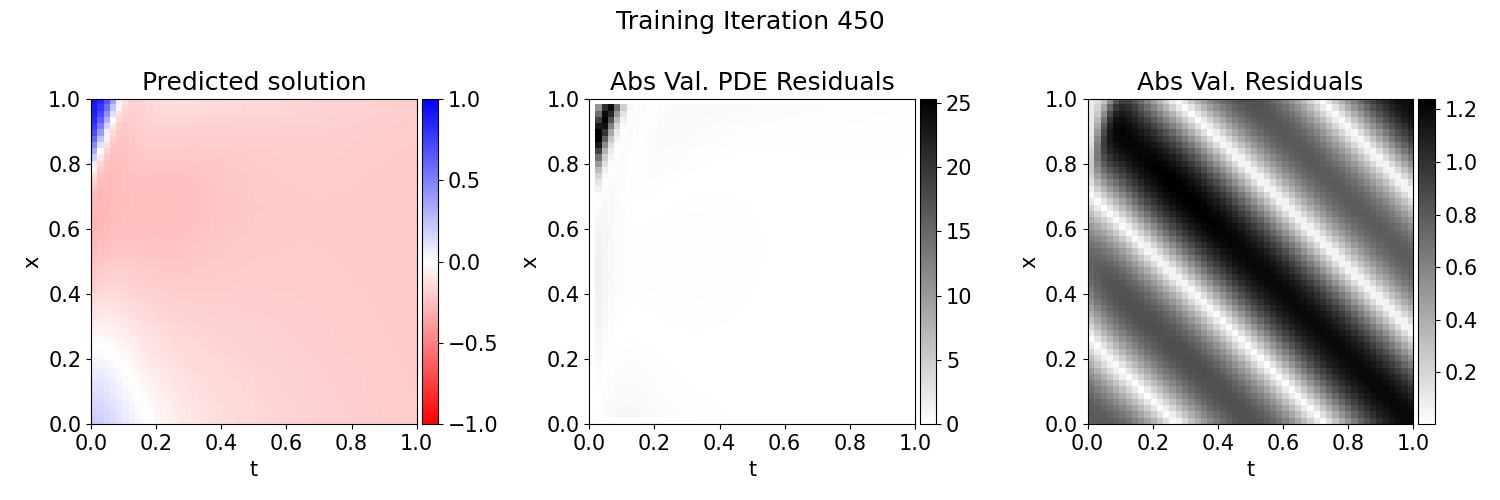 Training Iteration 450
Predicted solution
Abs Val. PDE Residuals
Abs Val. Residuals
1.0
0.8
0.6
0.4
0.2
0.0
x
0.0 0.2 0.4 0.6 0.8 1.0
t
1.0
0.5
0.0
−0.5
−1.0
1.0
0.8
0.6
0.4
0.2
0.0
x
0.0 0.2 0.4 0.6 0.8 1.0
t
25
20
15
10
5
0
1.0
0.8
0.6
0.4
0.2
0.0
x
0.0 0.2 0.4 0.6 0.8 1.0
t
1.2
1.0
0.8
0.6
0.4
0.2